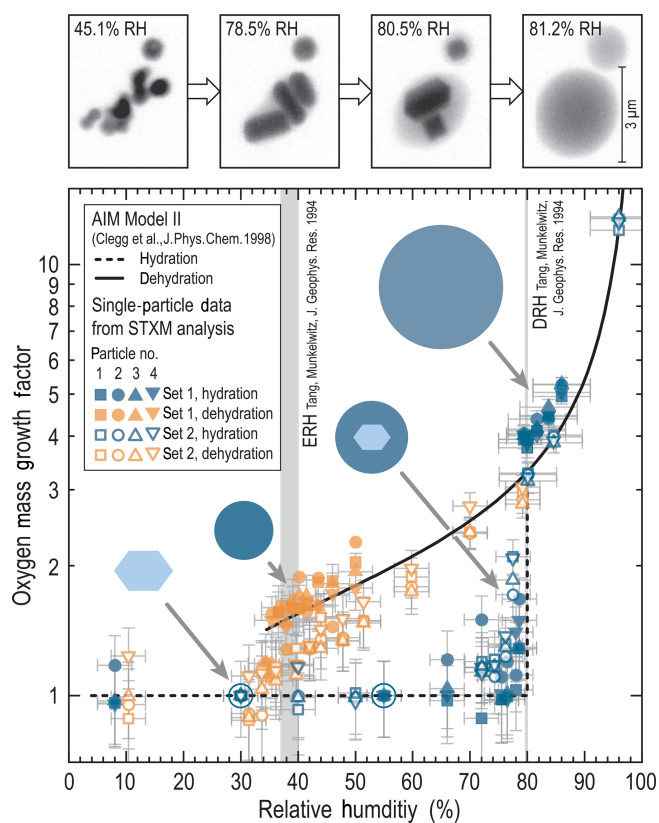 45.1% RH
78.5% RH
80.5% RH
81.2% RH
3 µm
AIM Model II
(Clegg et al.,J.Phys.Chem.1998)
Hydration
Dehydration
Single-particle data
from STXM analysis
Particle no.
1 2 3 4
Set 1, hydration
Set 1, dehydration
Set 2, hydration
Set 2, dehydration
ERH Tang, Munkelwitz, J. Geophys. Res. 1994
DRH Tang, Munkelwitz,
J. Geophys. Res. 1994
Oxygen mass growth factor
10
9
8
7
6
5
4
3
2
1
0 10 20 30 40 50 60 70 80 90 100
Relative humditiy (%)